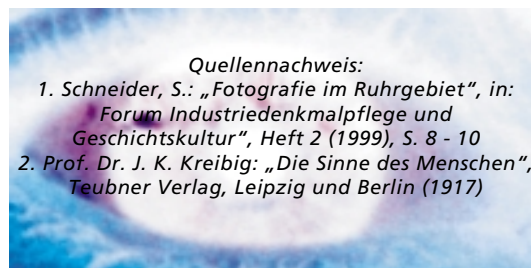 Quellennachweis:
1. Schneider, S.: „Fotografie im Ruhrgebiet“, in:
Forum Industriedenkmalpflege und
Geschichtskultur“, Heft 2 (1999), S. 8 - 10
2. Prof. Dr. J. K. Kreibig: „Die Sinne des Menschen“,
Teubner Verlag, Leipzig und Berlin (1917)